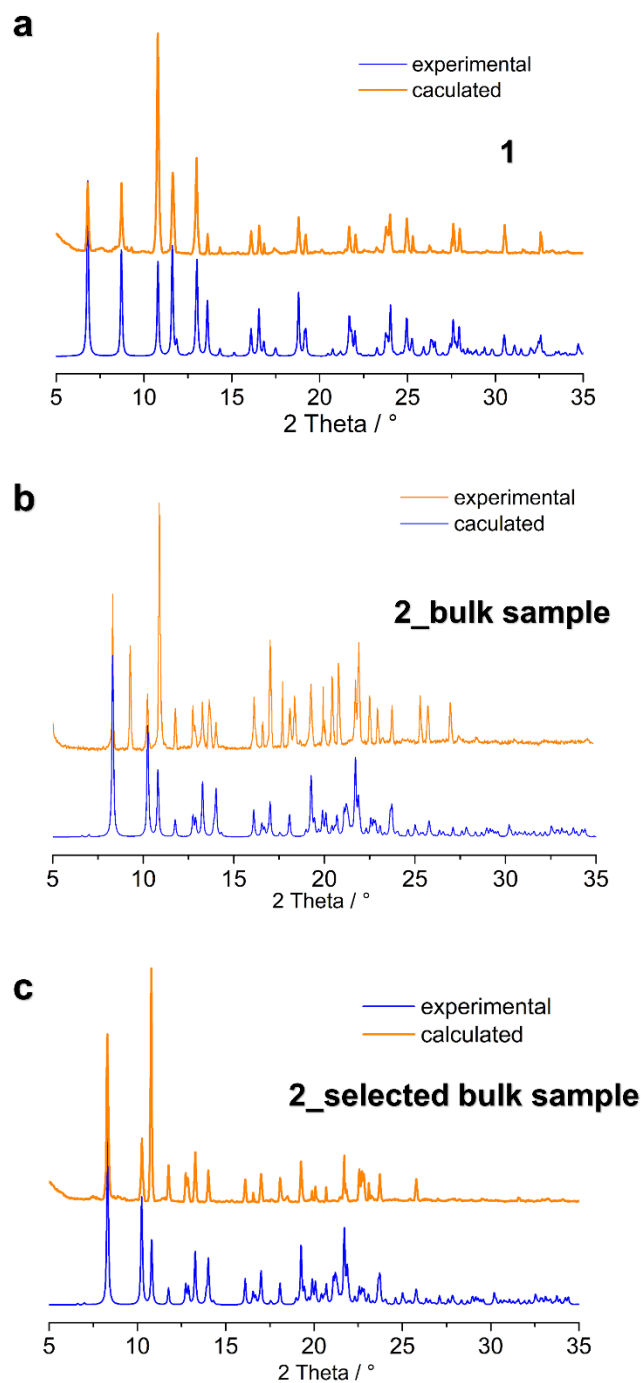 a
experimental
caculated
1
5 10 15 20 25 30 35
2 Theta / °
b
experimental
caculated
2_bulk sample
5 10 15 20 25 30 35
2 Theta / °
c
experimental
calculated
2_selected bulk sample
5 10 15 20 25 30 35
2 Theta / °